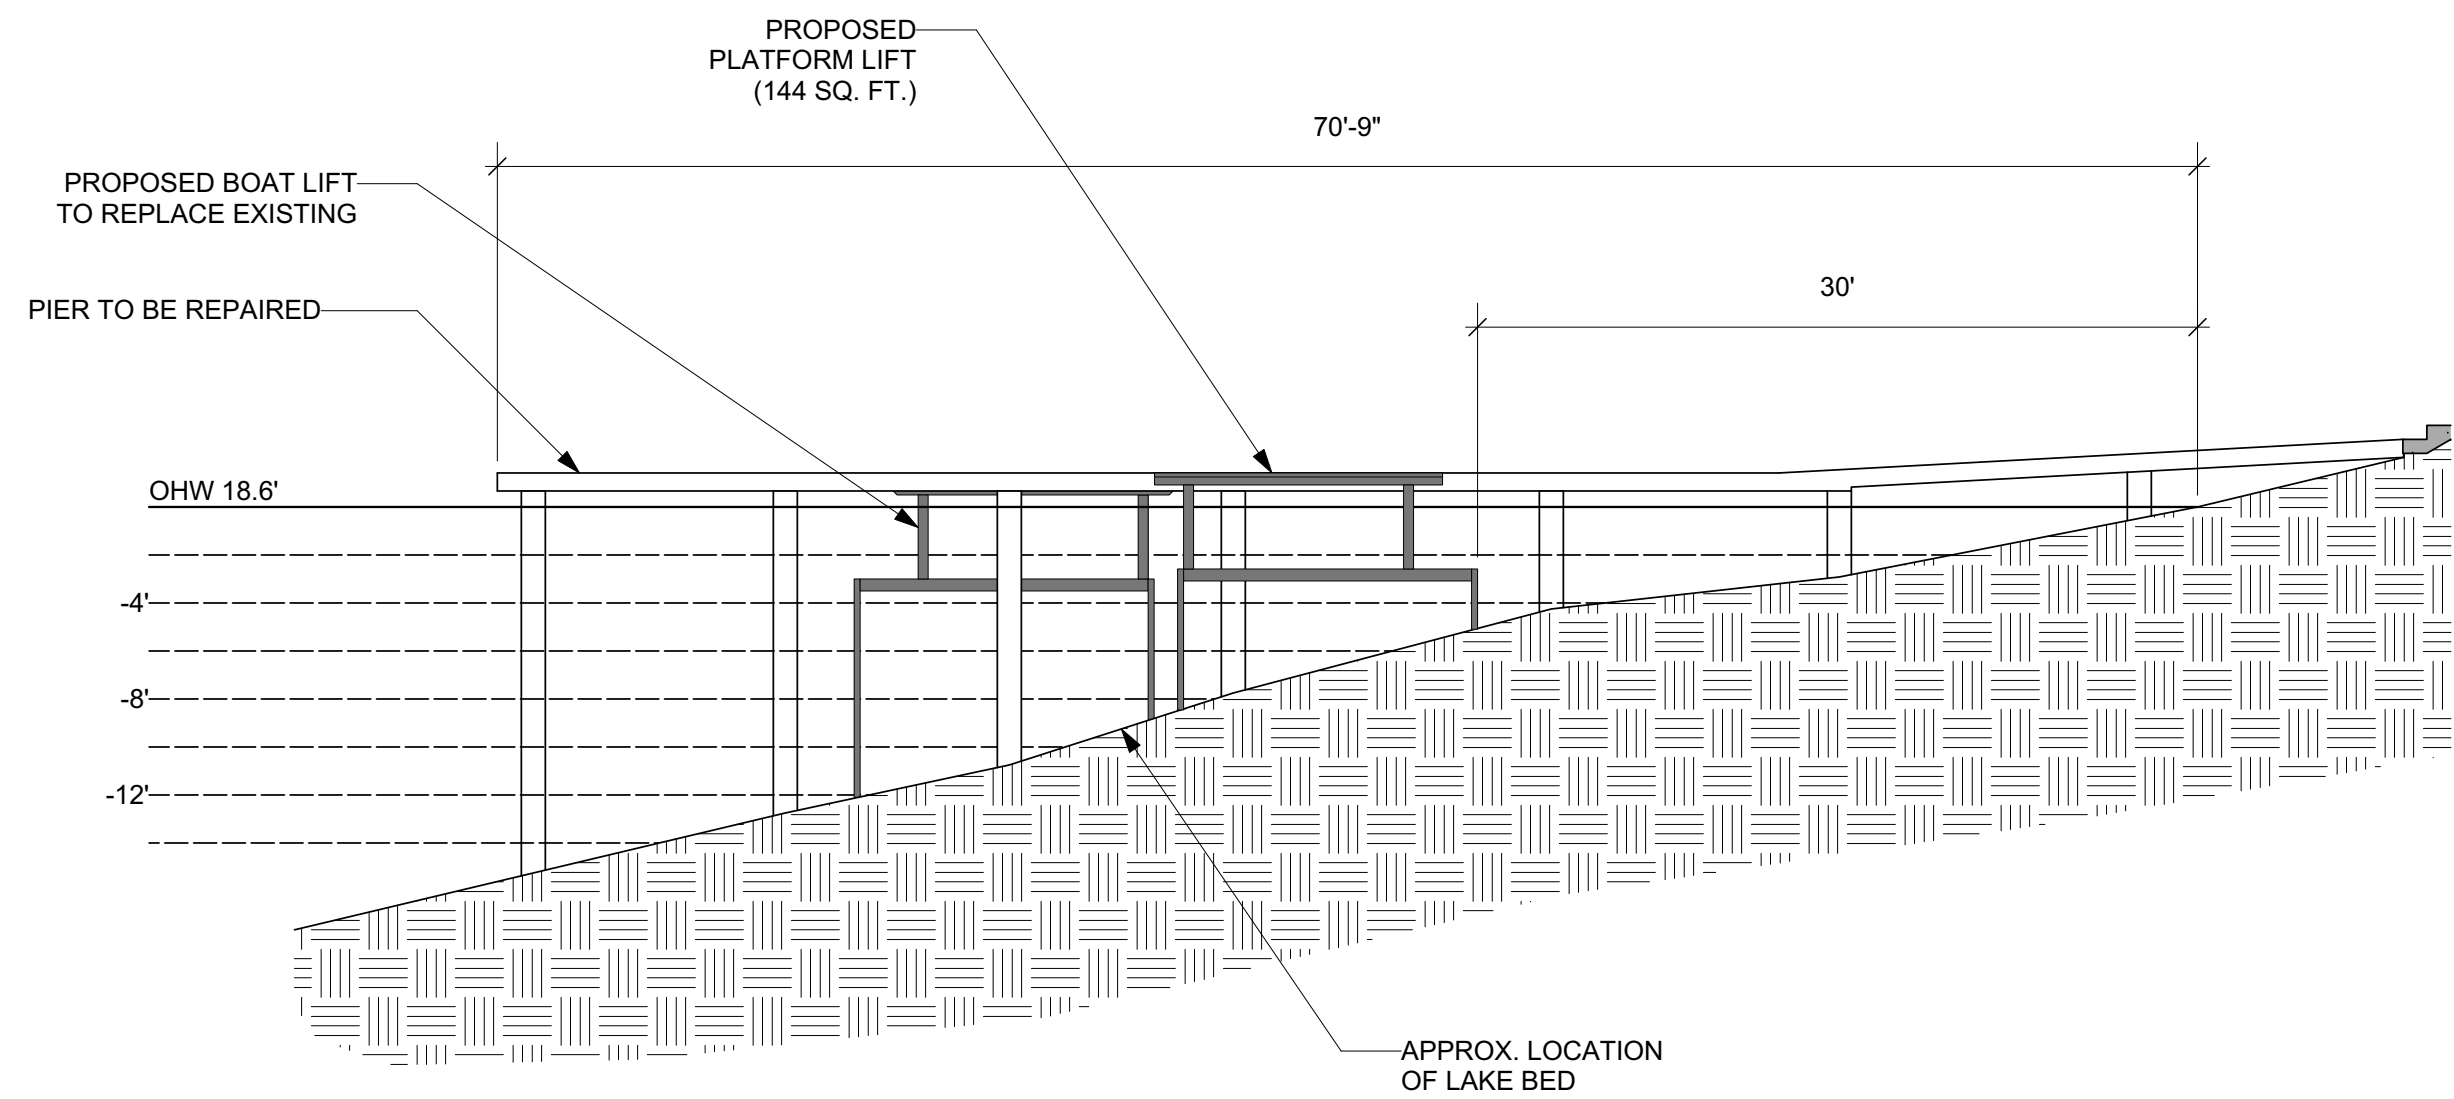 PROPOSED
PLATFORM LIFT
(144 SQ. FT.)
70'-9"
PROPOSED BOAT LIFT
TO REPLACE EXISTING
30'
PIER TO BE REPAIRED
OHW 18.6'
-4'
-8'
-12'
APPROX. LOCATION
OF LAKE BED